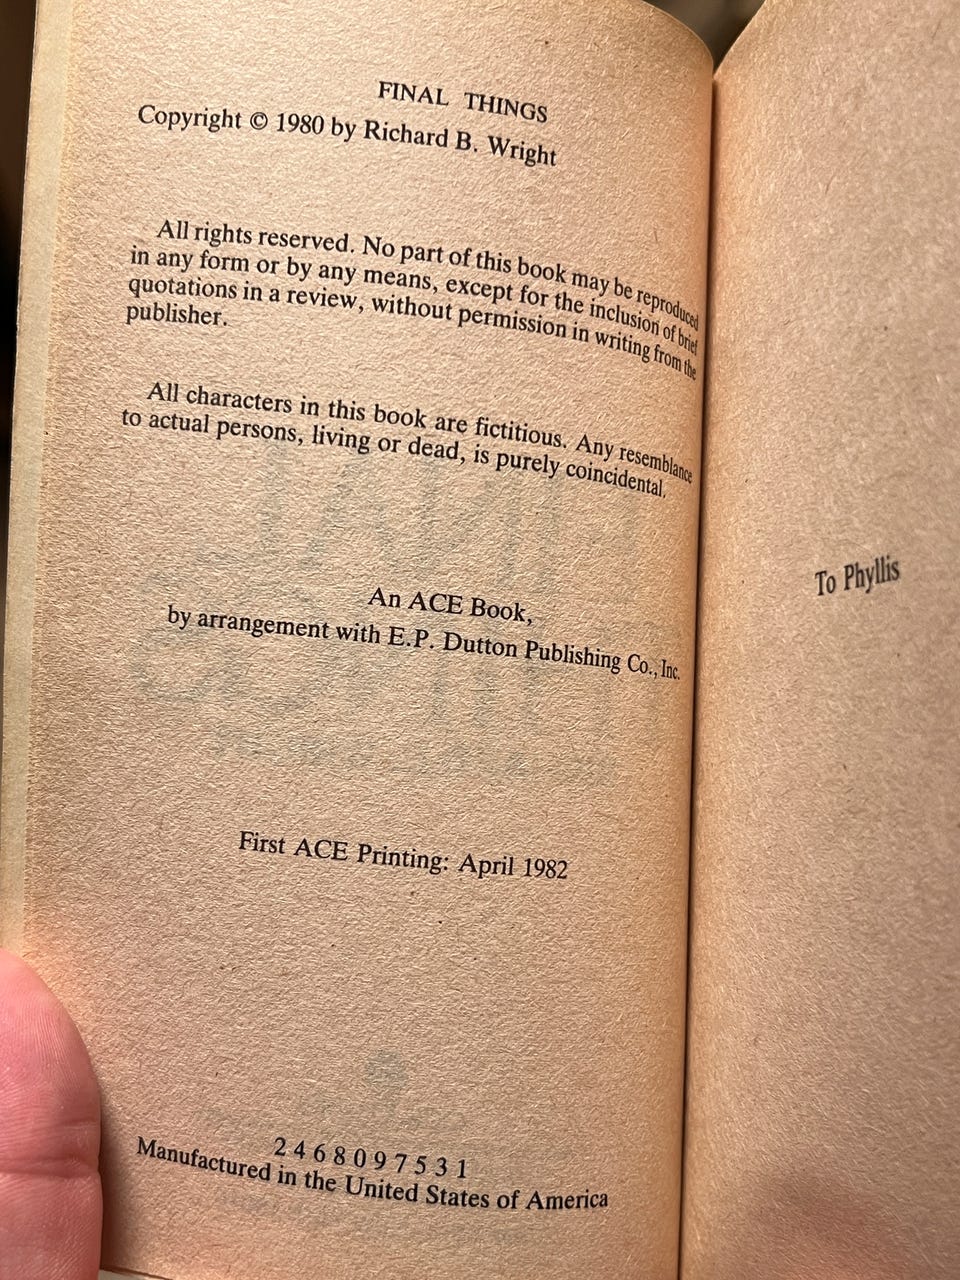 FINAL THINGS
Copyright © 1980 by Richard B. Wright
All rights reserved. No part of this book may be reproduced
in any form or by any means, except for the inclusion of brief
quotations in a review, without permission in writing from the
publisher.
All characters in this book are fictitious. Any resemblance
to actual persons, living or dead, is purely coincidental.
An ACE Book,
by arrangement with E.P. Dutton Publishing Co., Inc.
First ACE Printing: April 1982
2 4 6 8 0 9 7 5 3 1
Manufactured in the United States of America
To Phyllis